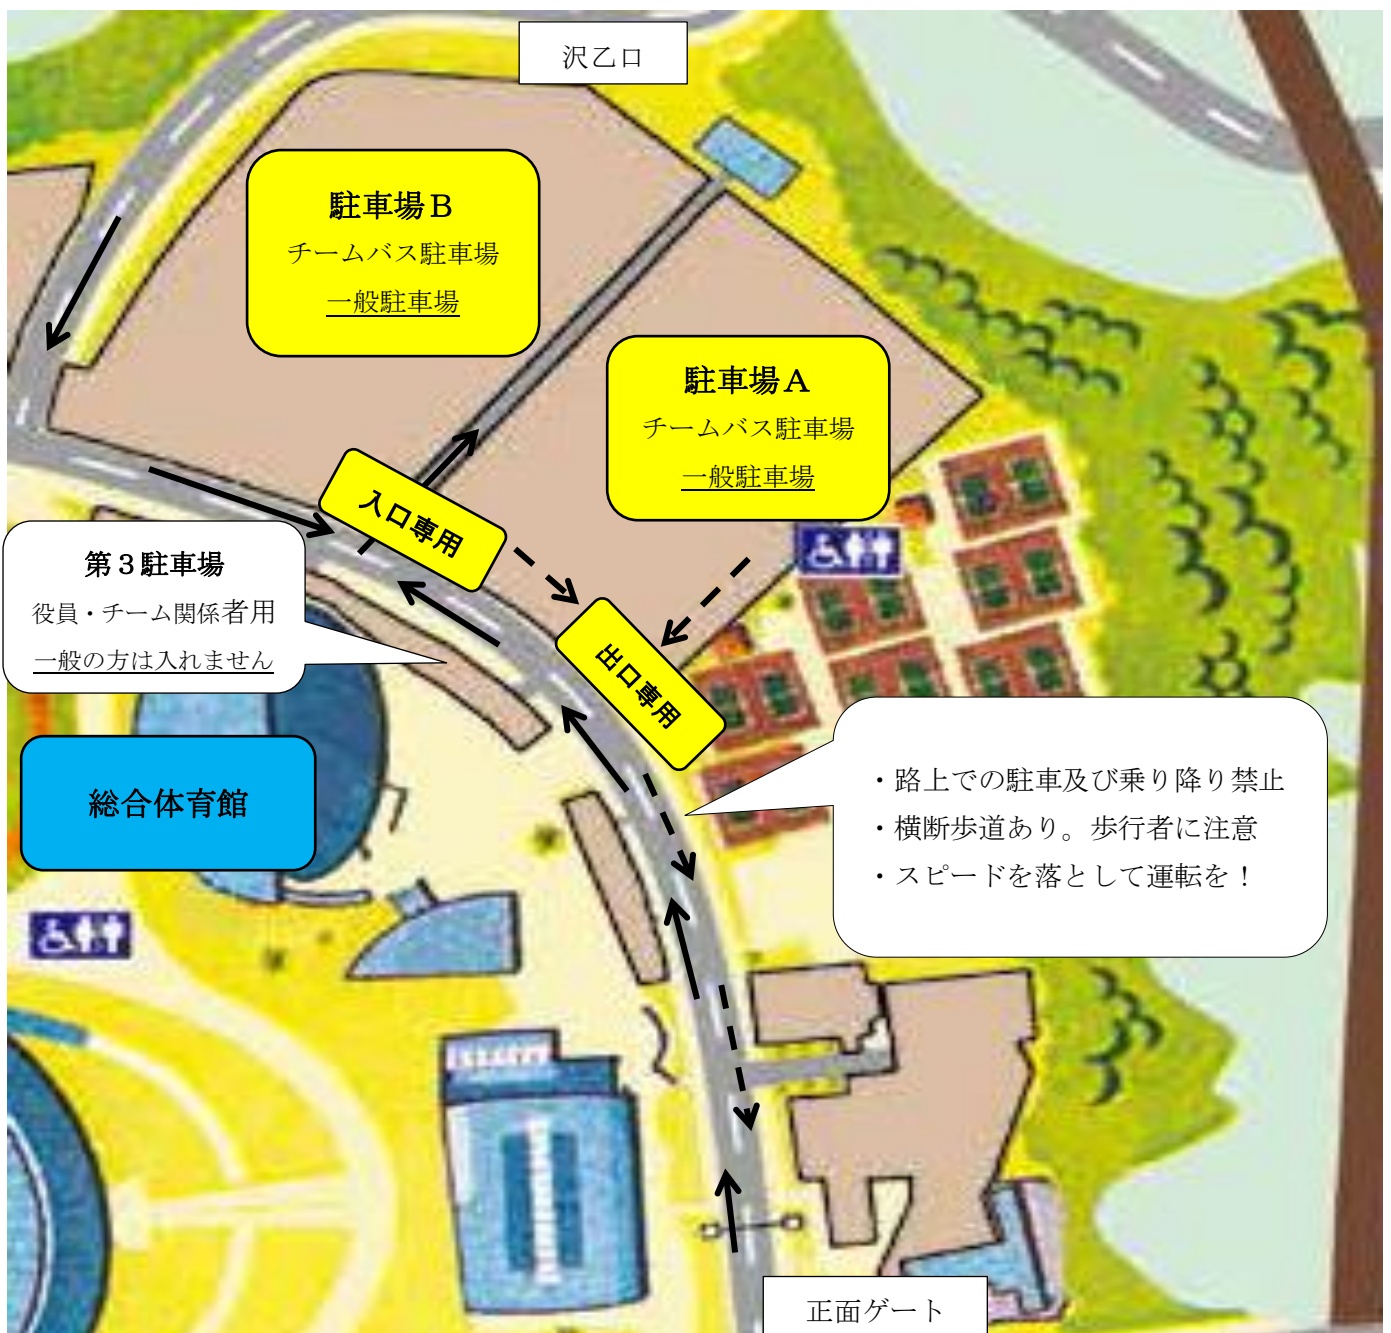 沢乙口
駐車場Ｂ
チームバス駐車場
一般駐車場
駐車場Ａ
チームバス駐車場
一般駐車場
入口専用
第３駐車場
役員・チーム関係者用
一般の方は入れません
出口専用
総合体育館
・路上での駐車及び乗り降り禁止
・横断歩道あり。歩行者に注意
・スピードを落として運転を！
正面ゲート